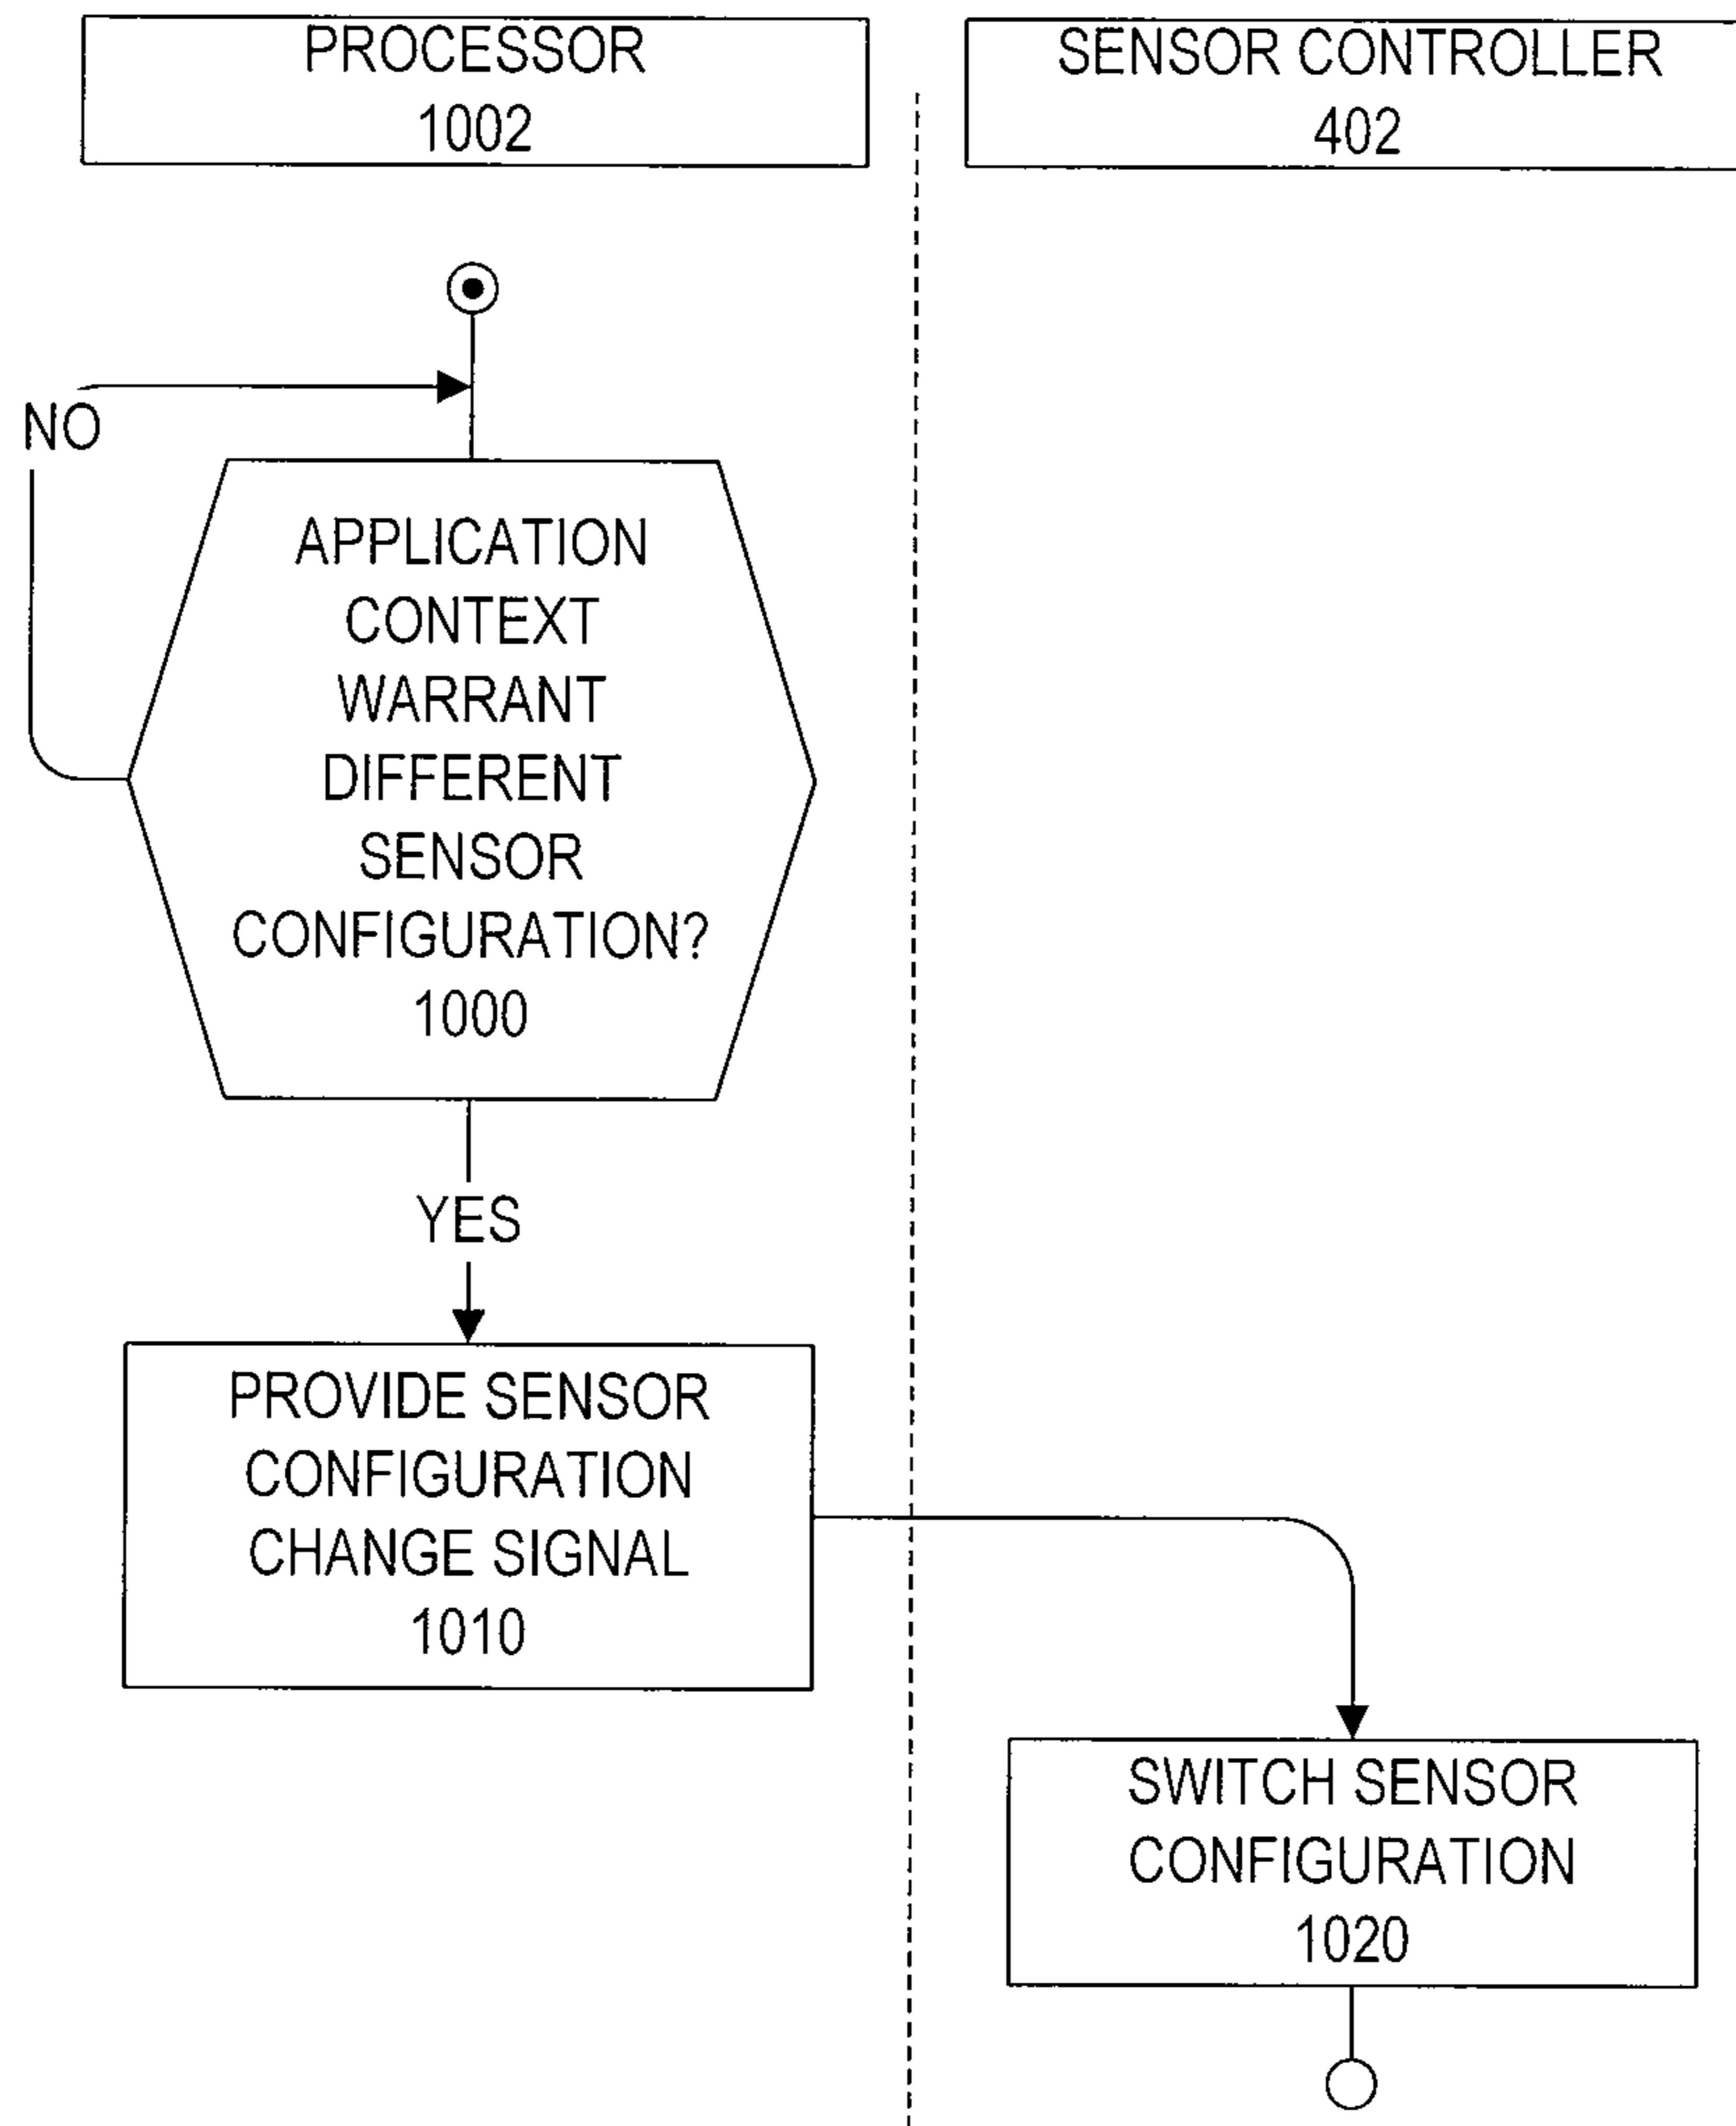 PROCESSOR
1002
SENSOR CONTROLLER
402
NO
APPLICATION
CONTEXT
WARRANT
DIFFERENT
SENSOR
CONFIGURATION?
1000
YES
PROVIDE SENSOR
CONFIGURATION
CHANGE SIGNAL
1010
SWITCH SENSOR
CONFIGURATION
1020